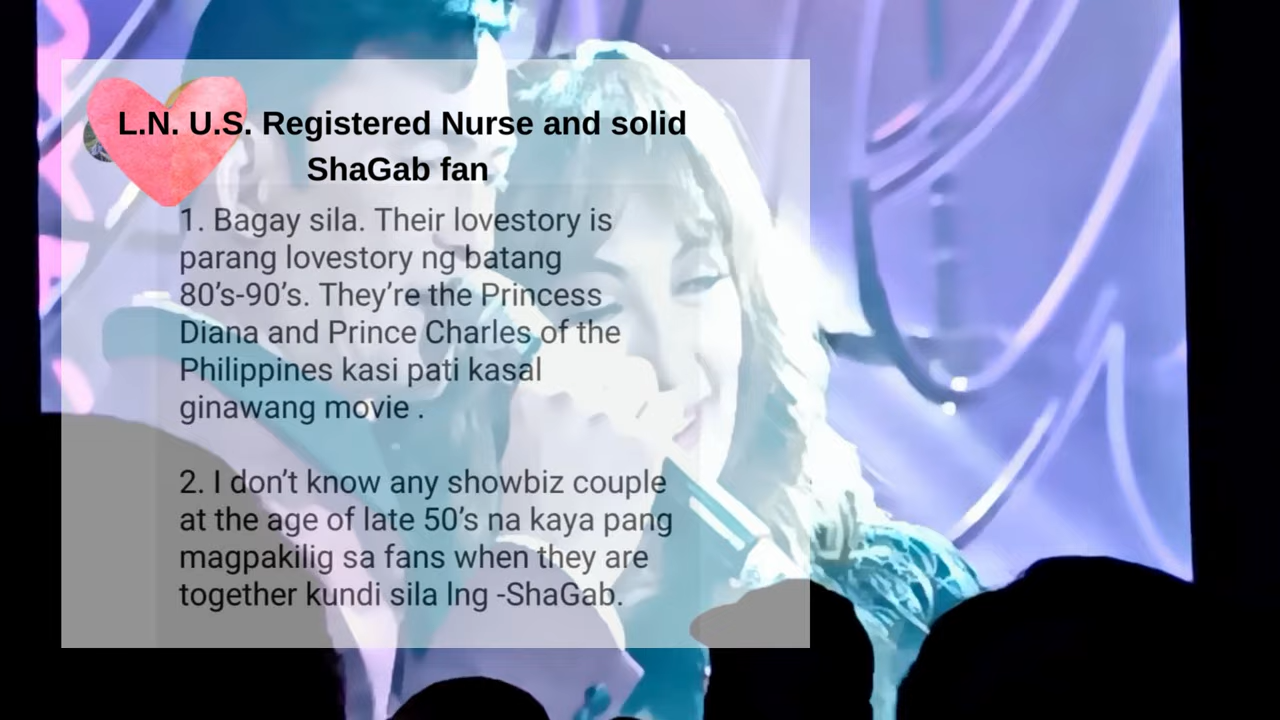 L.N. U.S. Registered Nurse and solid
ShaGab fan
1. Bagay sila. Their lovestory is
parang lovestory ng batang
80’s-90’s. They’re the Princess
Diana and Prince Charles of the
Philippines kasi pati kasal
ginawang movie .
2. I don’t know any showbiz couple
at the age of late 50’s na kaya pang
magpakilig sa fans when they are
together kundi sila lng -ShaGab.